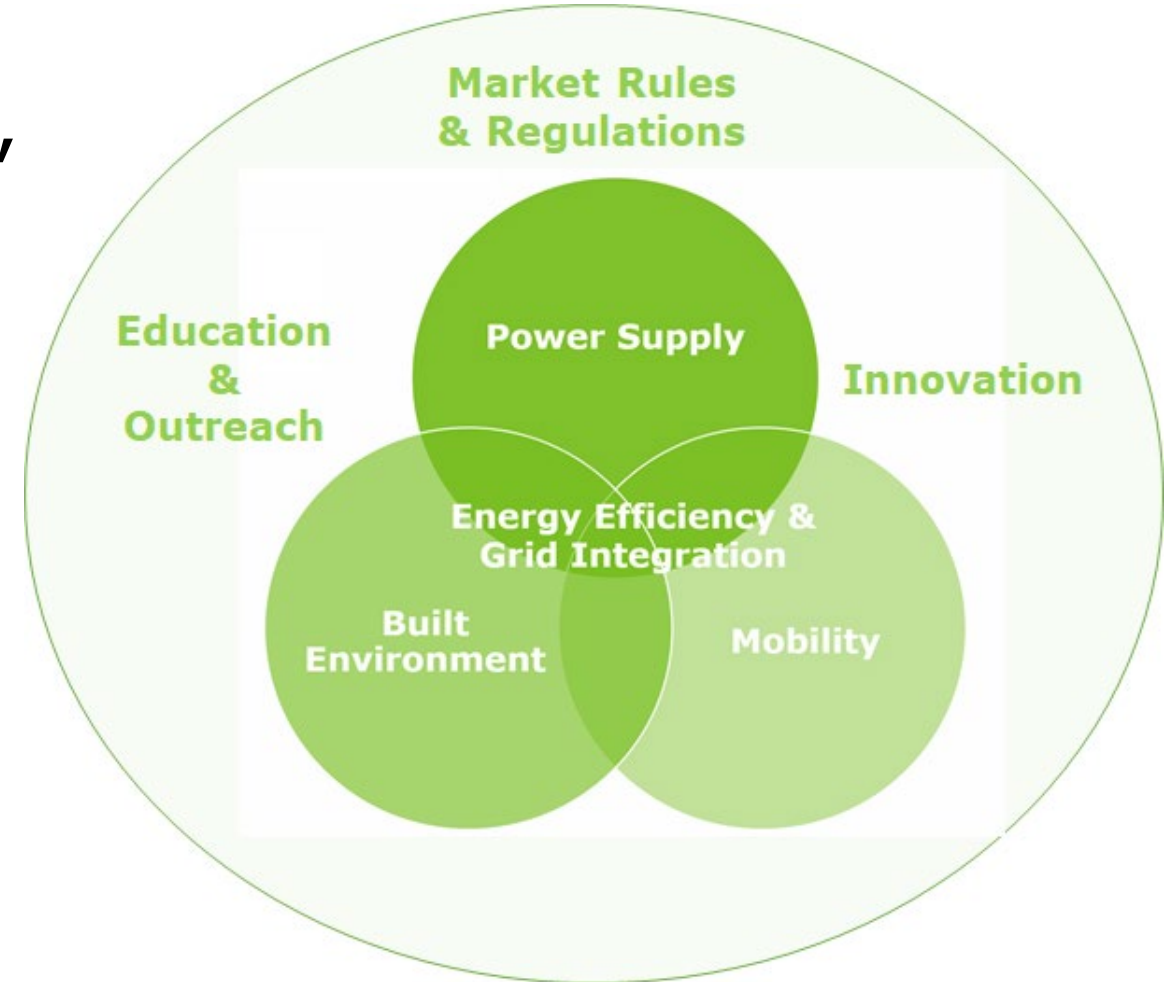 ,
Market Rules
& Regulations
Education
&
Outreach
Power Supply
Innovation
Energy Efficiency &
Grid Integration
Built
Environment
Mobility